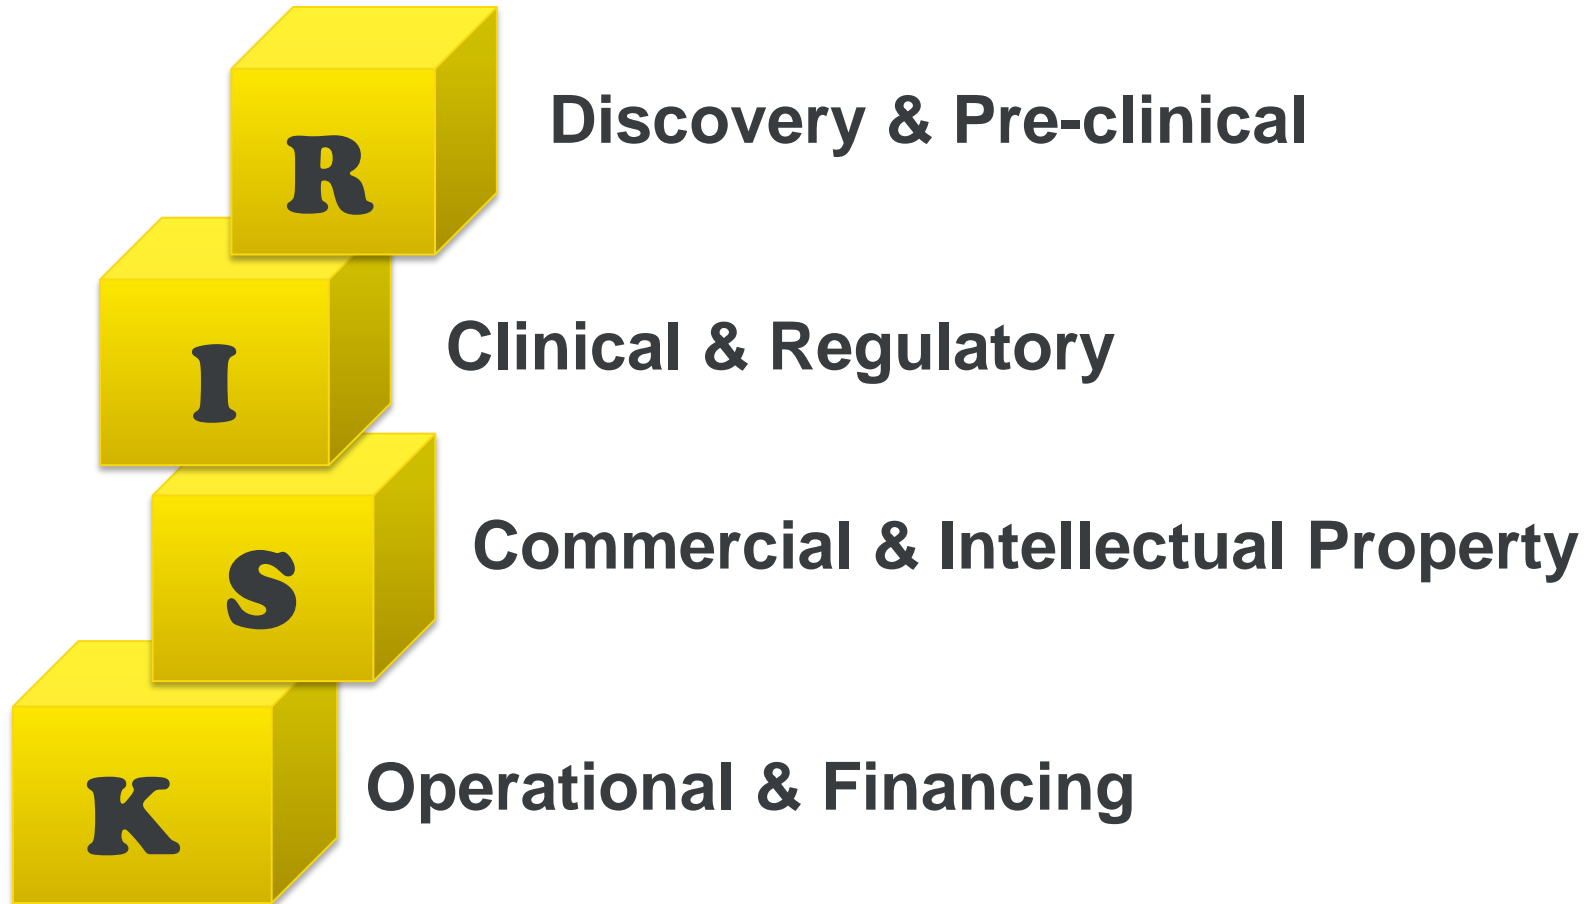 R
Discovery & Pre-clinical
I
Clinical & Regulatory
S
Commercial & Intellectual Property
K
Operational & Financing